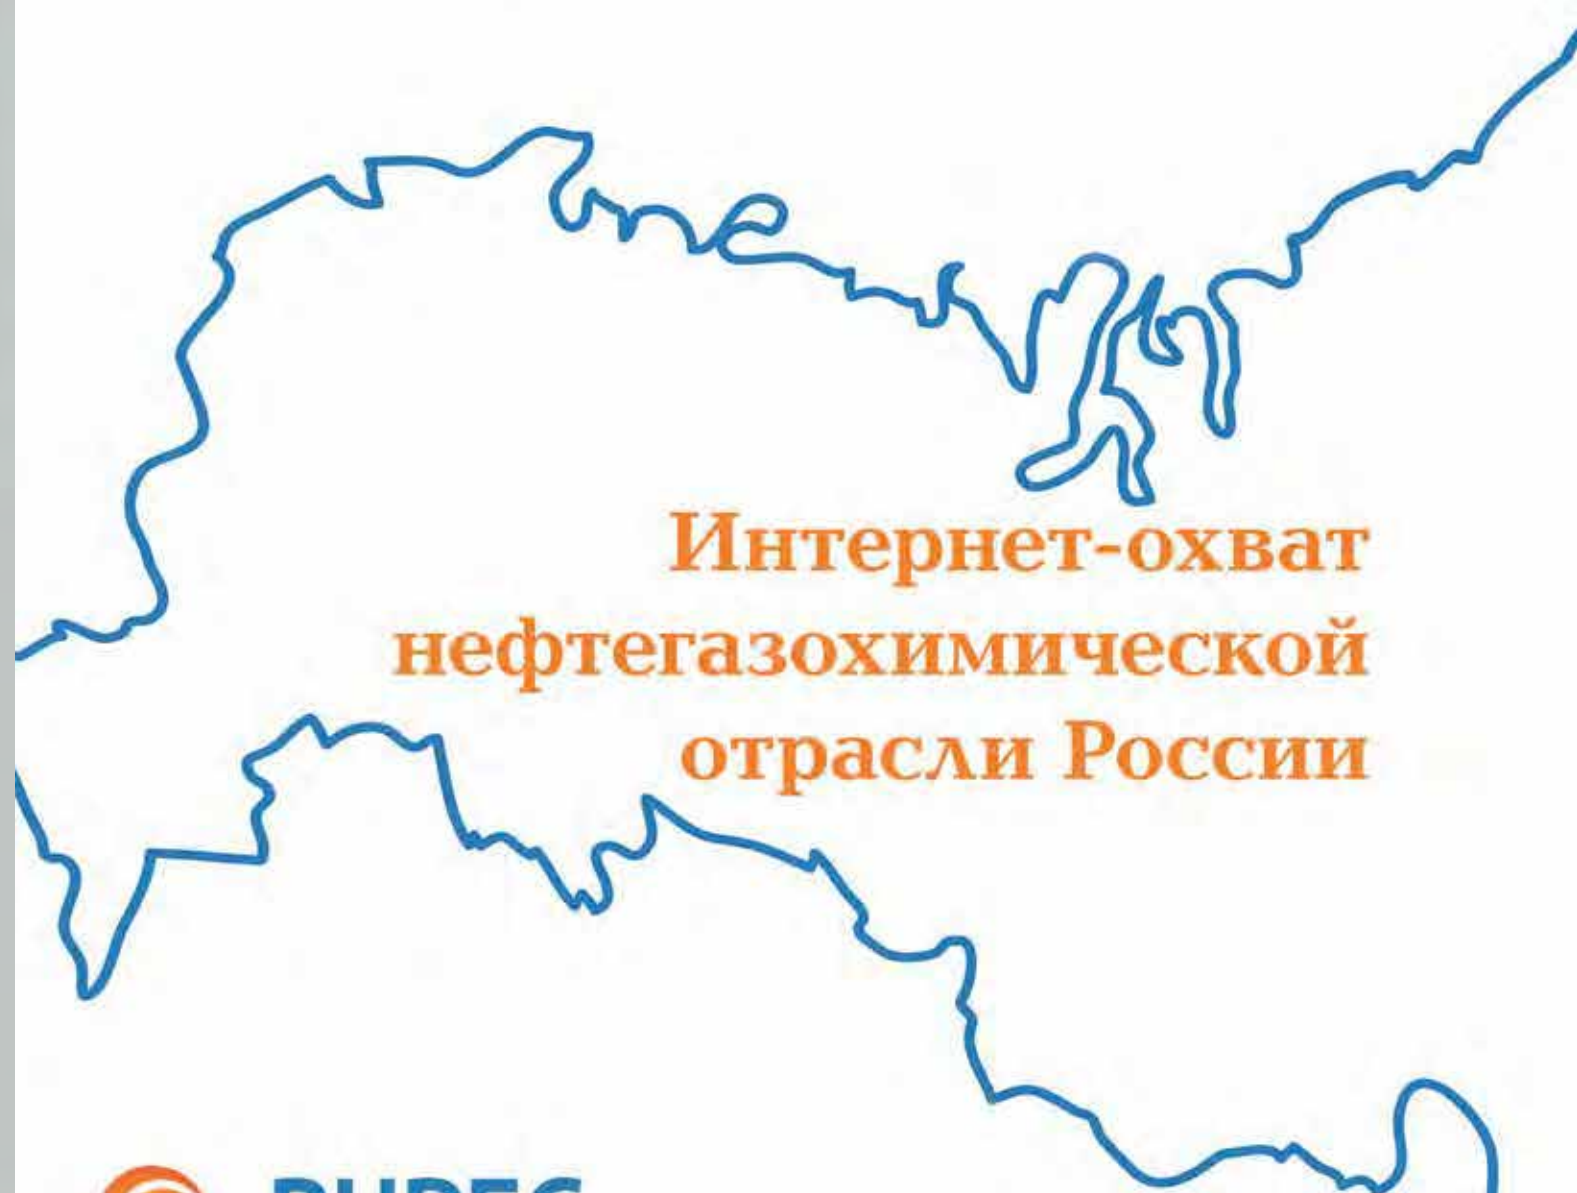 Интернет-охват
нефтегазохимической
отрасли России